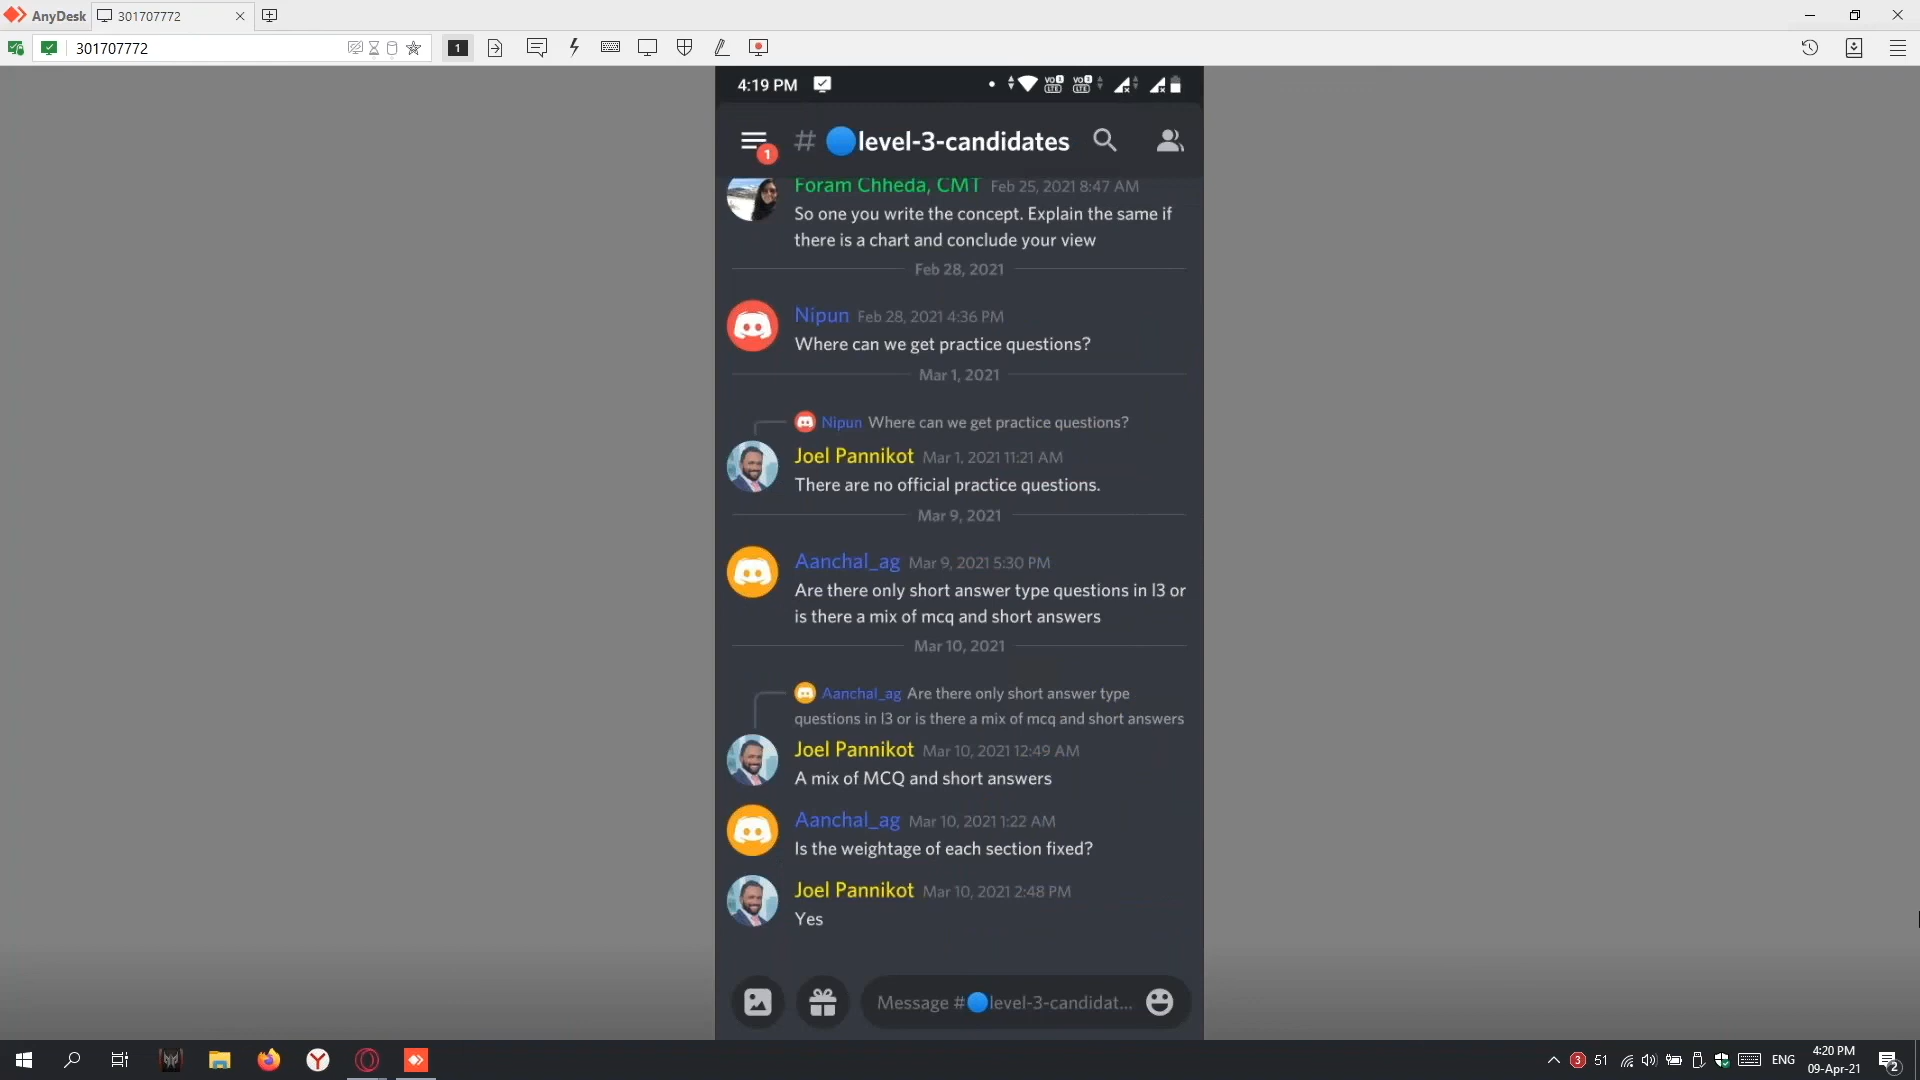 AnyDesk
301707772
301707772
1
4:19 PM
VO
LTE
VO
LTE
1
# level-3-candidates
Foram Chheda, CMT Feb 25, 2021 8:47 AM
So one you write the concept. Explain the same if
there is a chart and conclude your view
Feb 28, 2021
Nipun Feb 28, 2021 4:36 PM
Where can we get practice questions?
Mar 1, 2021
Nipun Where can we get practice questions?
Joel Pannikot Mar 1, 2021 11:21 AM
There are no official practice questions.
Mar 9, 2021
Aanchal_ag Mar 9, 2021 5:30 PM
Are there only short answer type questions in l3 or
is there a mix of mcq and short answers
Mar 10, 2021
Aanchal_ag Are there only short answer type
questions in l3 or is there a mix of mcq and short answers
Joel Pannikot Mar 10, 2021 12:49 AM
A mix of MCQ and short answers
Aanchal_ag Mar 10, 2021 1:22 AM
Is the weightage of each section fixed?
Joel Pannikot Mar 10, 2021 2:48 PM
Yes
Message # level-3-candidat...
3
51
ENG
4:20 PM
09-Apr-21
2